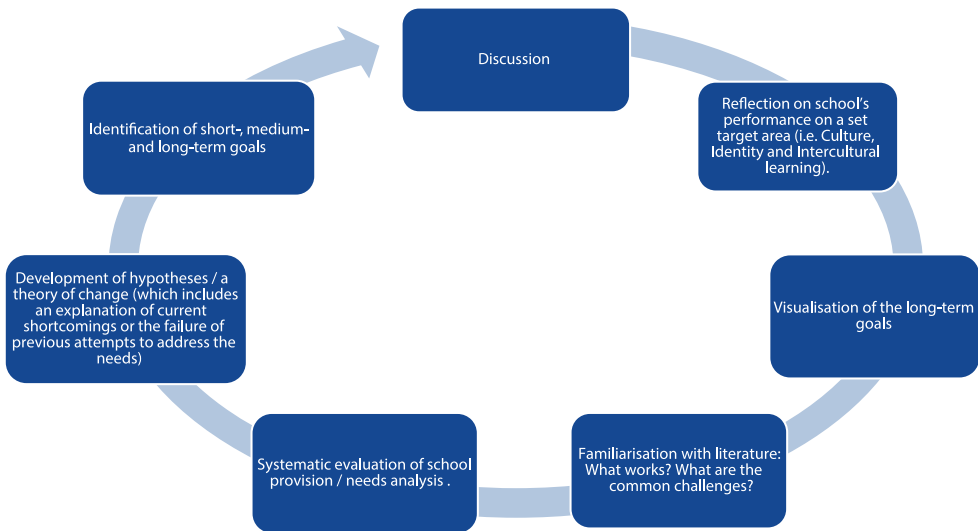 Discussion
Reflection on school's
performance on a set
target area (i.e. Culture,
Identity and Intercultural
learning).
Visualisation of the long-term
goals
Familiarisation with literature:
What works? What are the
common challenges?
Systematic evaluation of school
provision / needs analysis .
Development of hypotheses / a
theory of change (which includes
an explanation of current
shortcomings or the failure of
previous attempts to address the
needs)
Identification of short-, medium-
and long-term goals